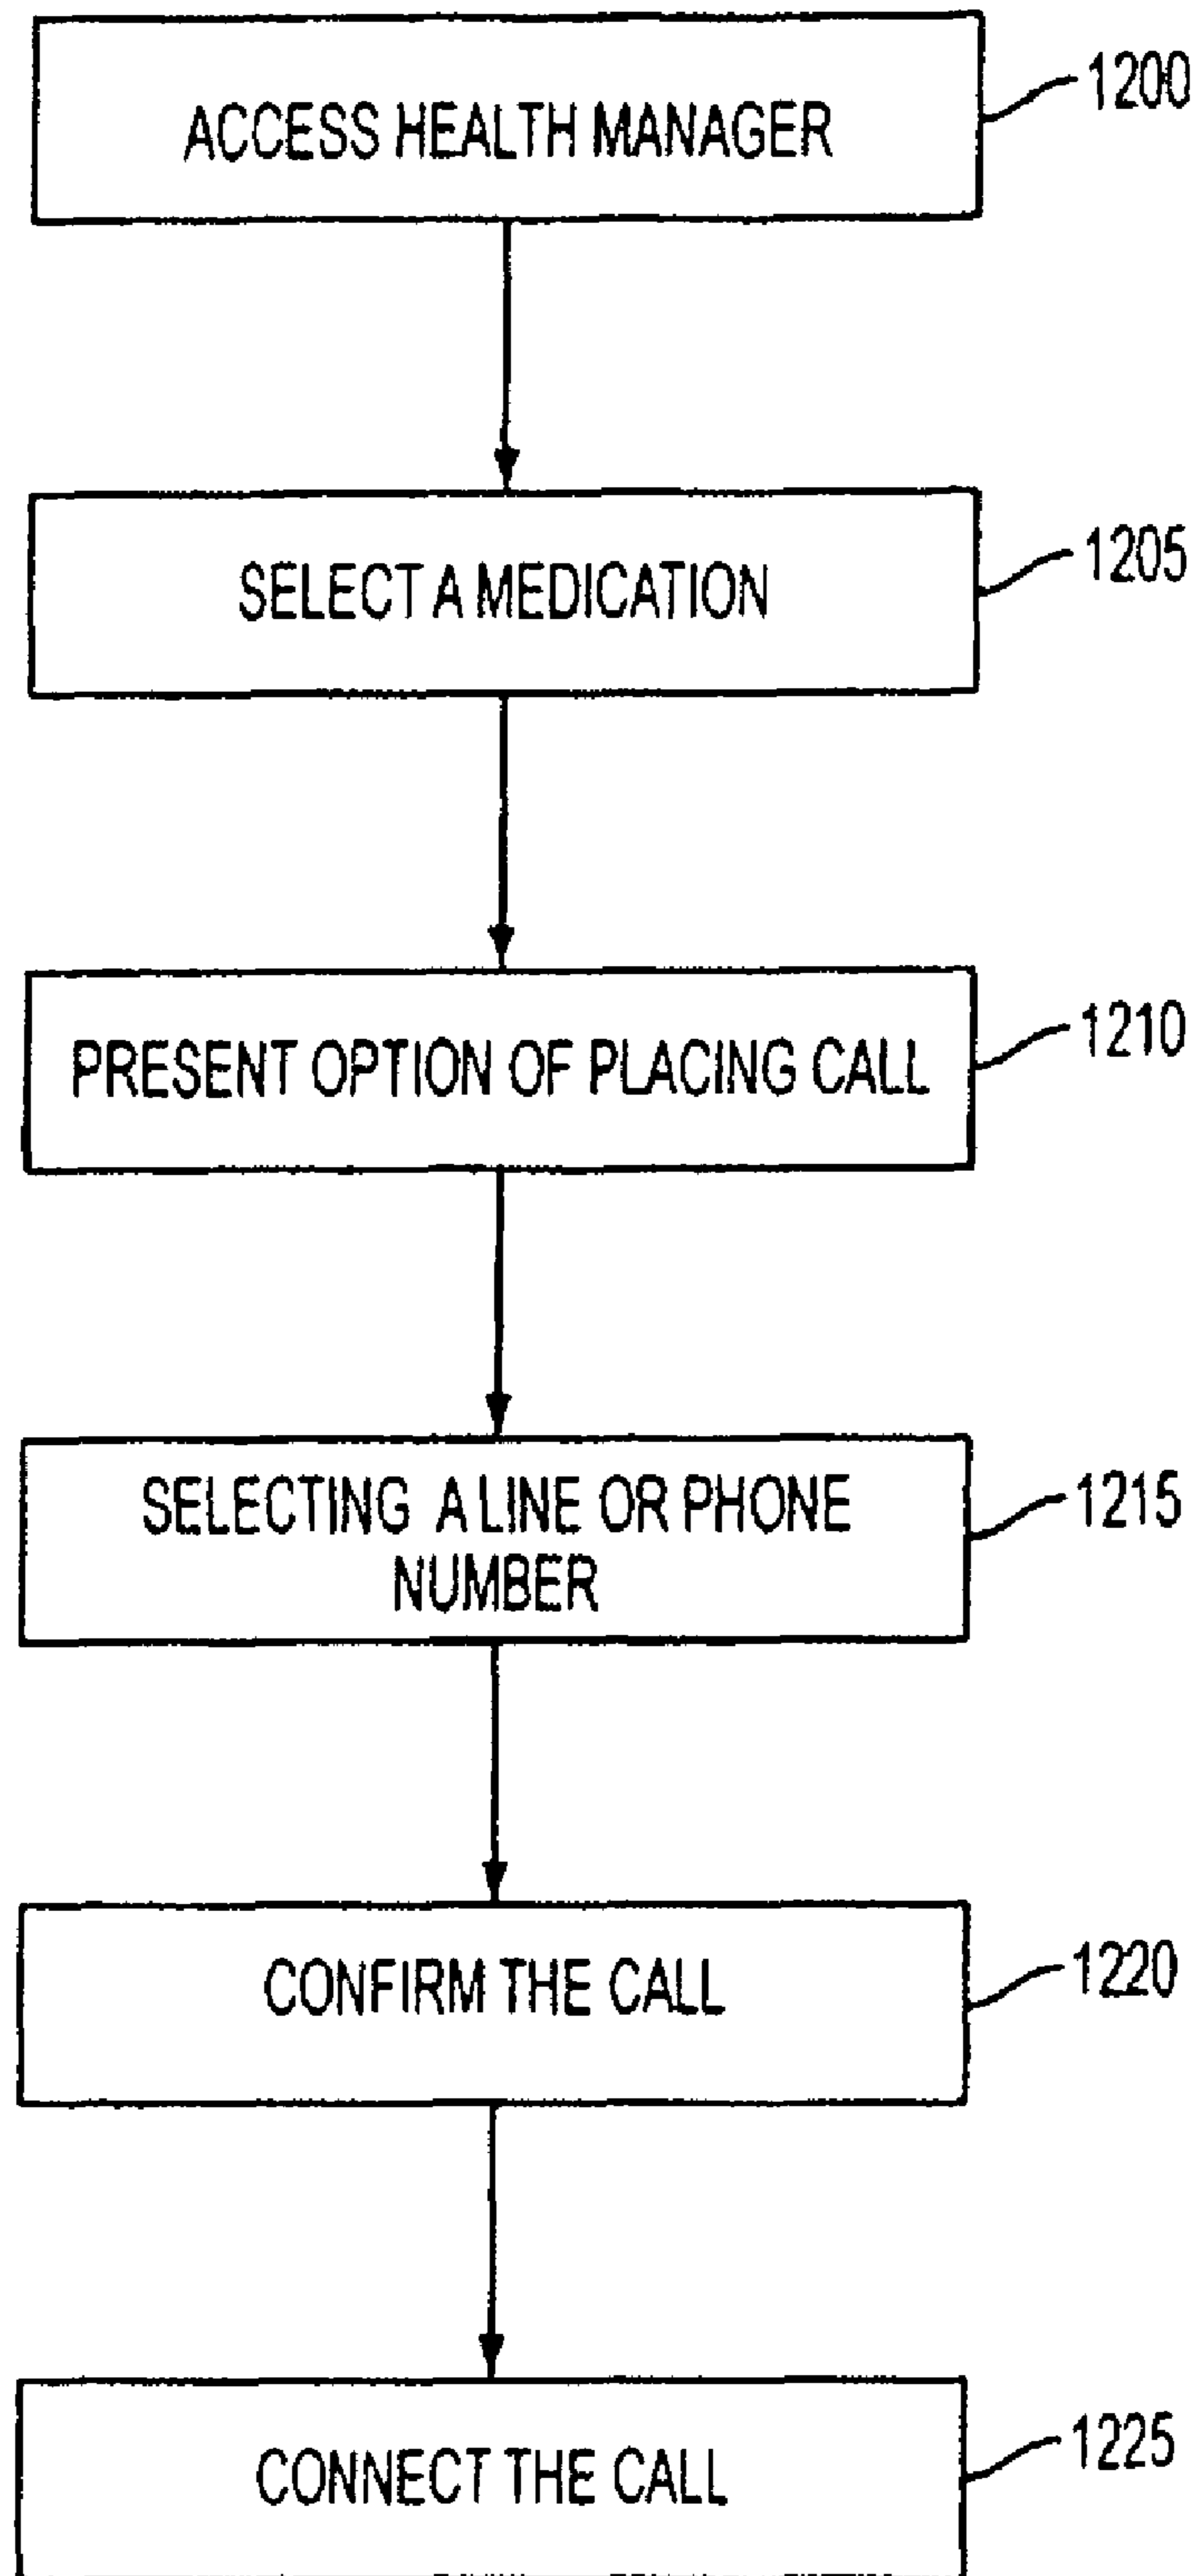 ACCESS HEALTH MANAGER
1200
SELECT A MEDICATION
1205
PRESENT OPTION OF PLACING CALL
1210
SELECTING A LINE OR PHONE
NUMBER
1215
CONFIRM THE CALL
1220
CONNECT THE CALL
1225